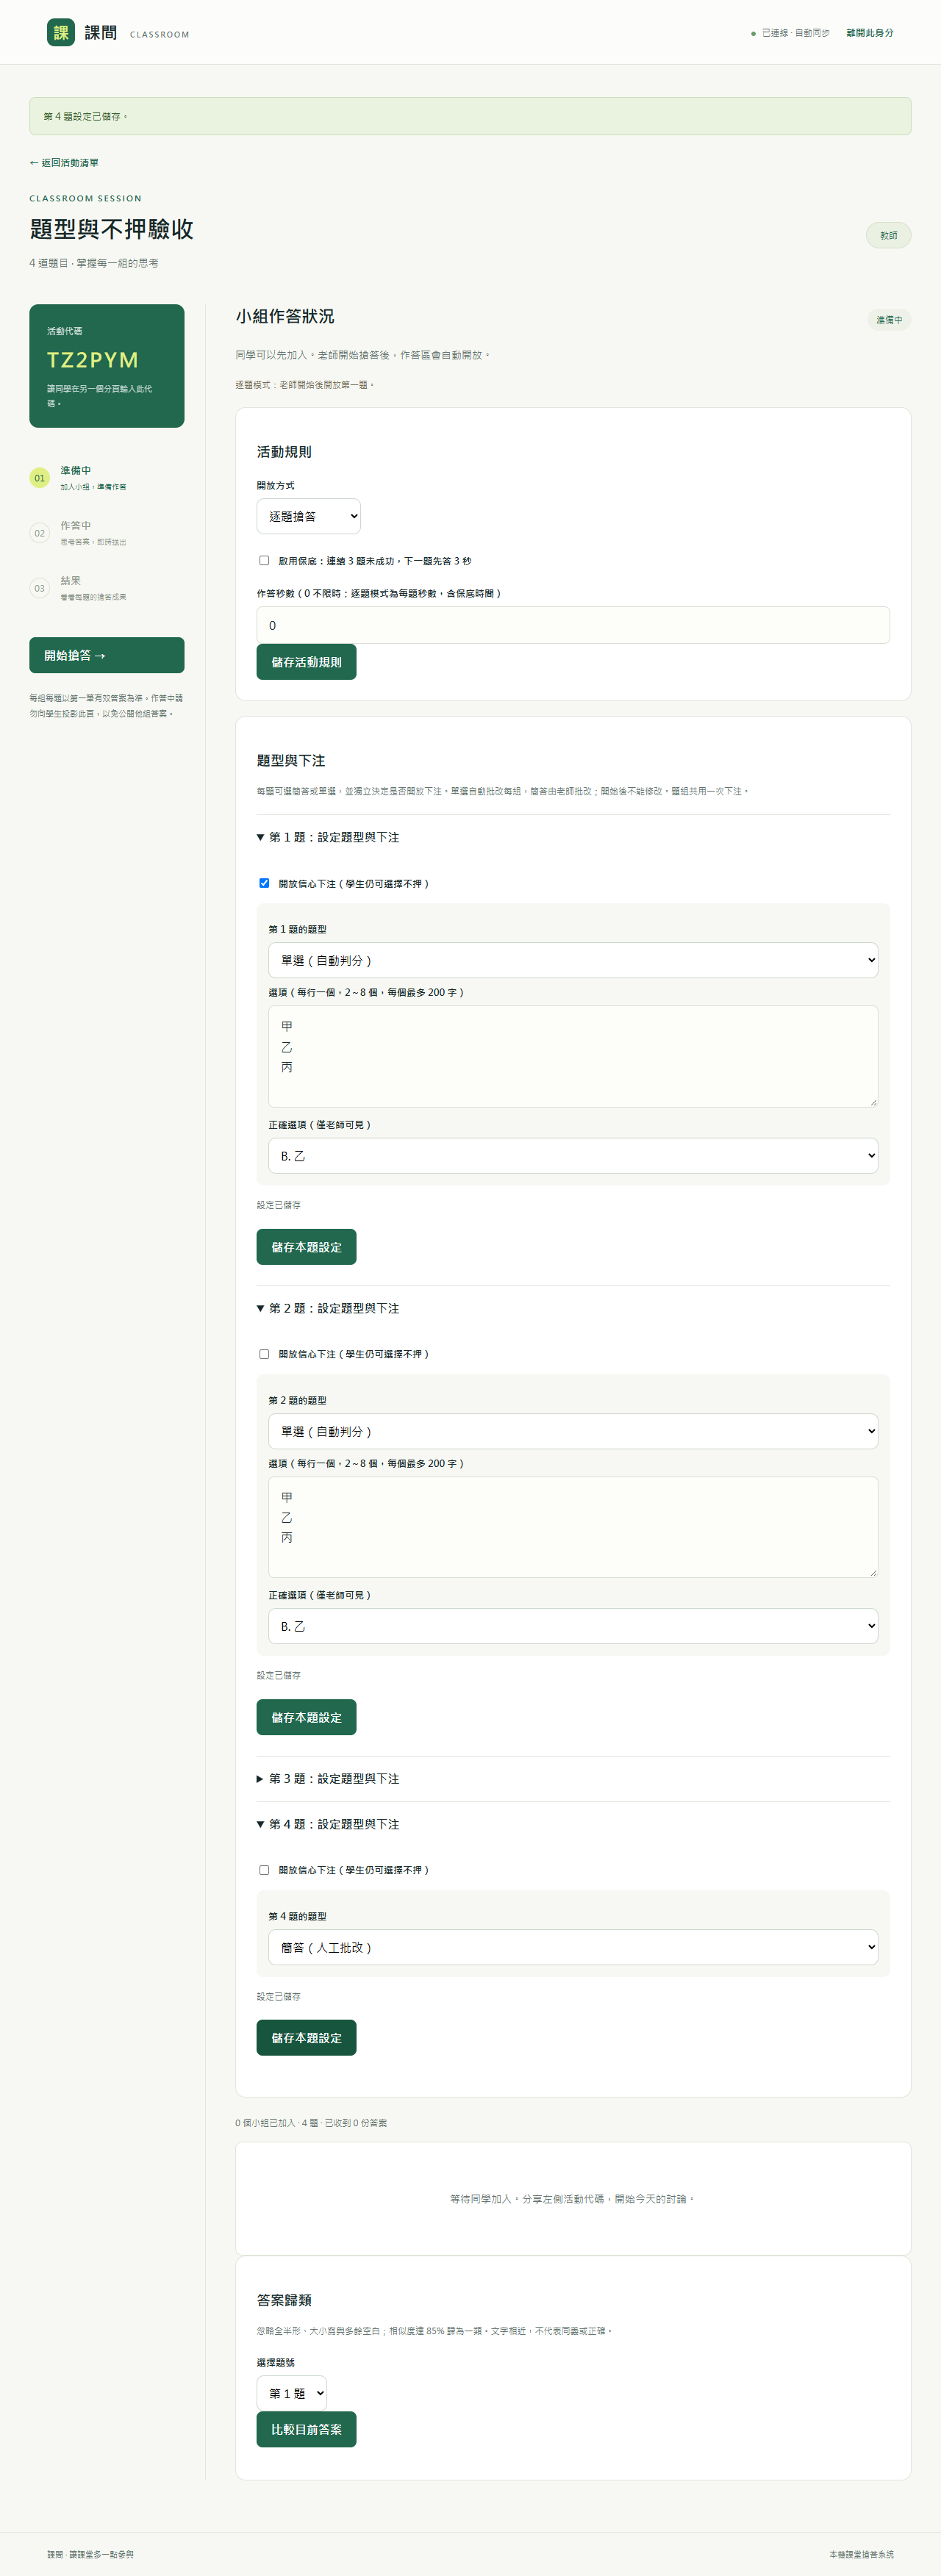 課 課間 CLASSROOM
已連線 · 自動同步 離開此身分
第 4 題設定已儲存。
← 返回活動清單
CLASSROOM SESSION
題型與不押驗收
教師
4 道題目 · 掌握每一組的思考
活動代碼
TZ2PYM
讓同學在另一個分頁輸入此代
碼。
01 準備中
加入小組，準備作答
02 作答中
思考答案，即時送出
03 結果
看看每題的搶答成果
開始搶答 →
每組每題以第一筆有效答案為準。作答中請
勿向學生投影此頁，以免公開他組答案。
小組作答狀況
準備中
同學可以先加入。老師開始搶答後，作答區會自動開放。
逐題模式：老師開始後開放第一題。
活動規則
開放方式
逐題搶答
啟用保底：連續 3 題未成功，下一題先答 3 秒
作答秒數（0 不限時；逐題模式為每題秒數，含保底時間）
0
儲存活動規則
題型與下注
每題可選簡答或單選，並獨立決定是否開放下注。單選自動批改每組，簡答由老師批改；開始後不能修改。題組共用一次下注。
▼ 第 1 題：設定題型與下注
開放信心下注（學生仍可選擇不押）
第 1 題的題型
單選（自動判分）
選項（每行一個，2～8 個，每個最多 200 字）
甲
乙
丙
正確選項（僅老師可見）
B. 乙
設定已儲存
儲存本題設定
▼ 第 2 題：設定題型與下注
開放信心下注（學生仍可選擇不押）
第 2 題的題型
單選（自動判分）
選項（每行一個，2～8 個，每個最多 200 字）
甲
乙
丙
正確選項（僅老師可見）
B. 乙
設定已儲存
儲存本題設定
▶ 第 3 題：設定題型與下注
▼ 第 4 題：設定題型與下注
開放信心下注（學生仍可選擇不押）
第 4 題的題型
簡答（人工批改）
設定已儲存
儲存本題設定
0 個小組已加入 · 4 題 · 已收到 0 份答案
等待同學加入。分享左側活動代碼，開始今天的討論。
答案歸類
忽略全半形、大小寫與多餘空白；相似度達 85% 歸為一類。文字相近，不代表同義或正確。
選擇題號
第 1 題
比較目前答案
課間 · 讓課堂多一點參與
本機課堂搶答系統